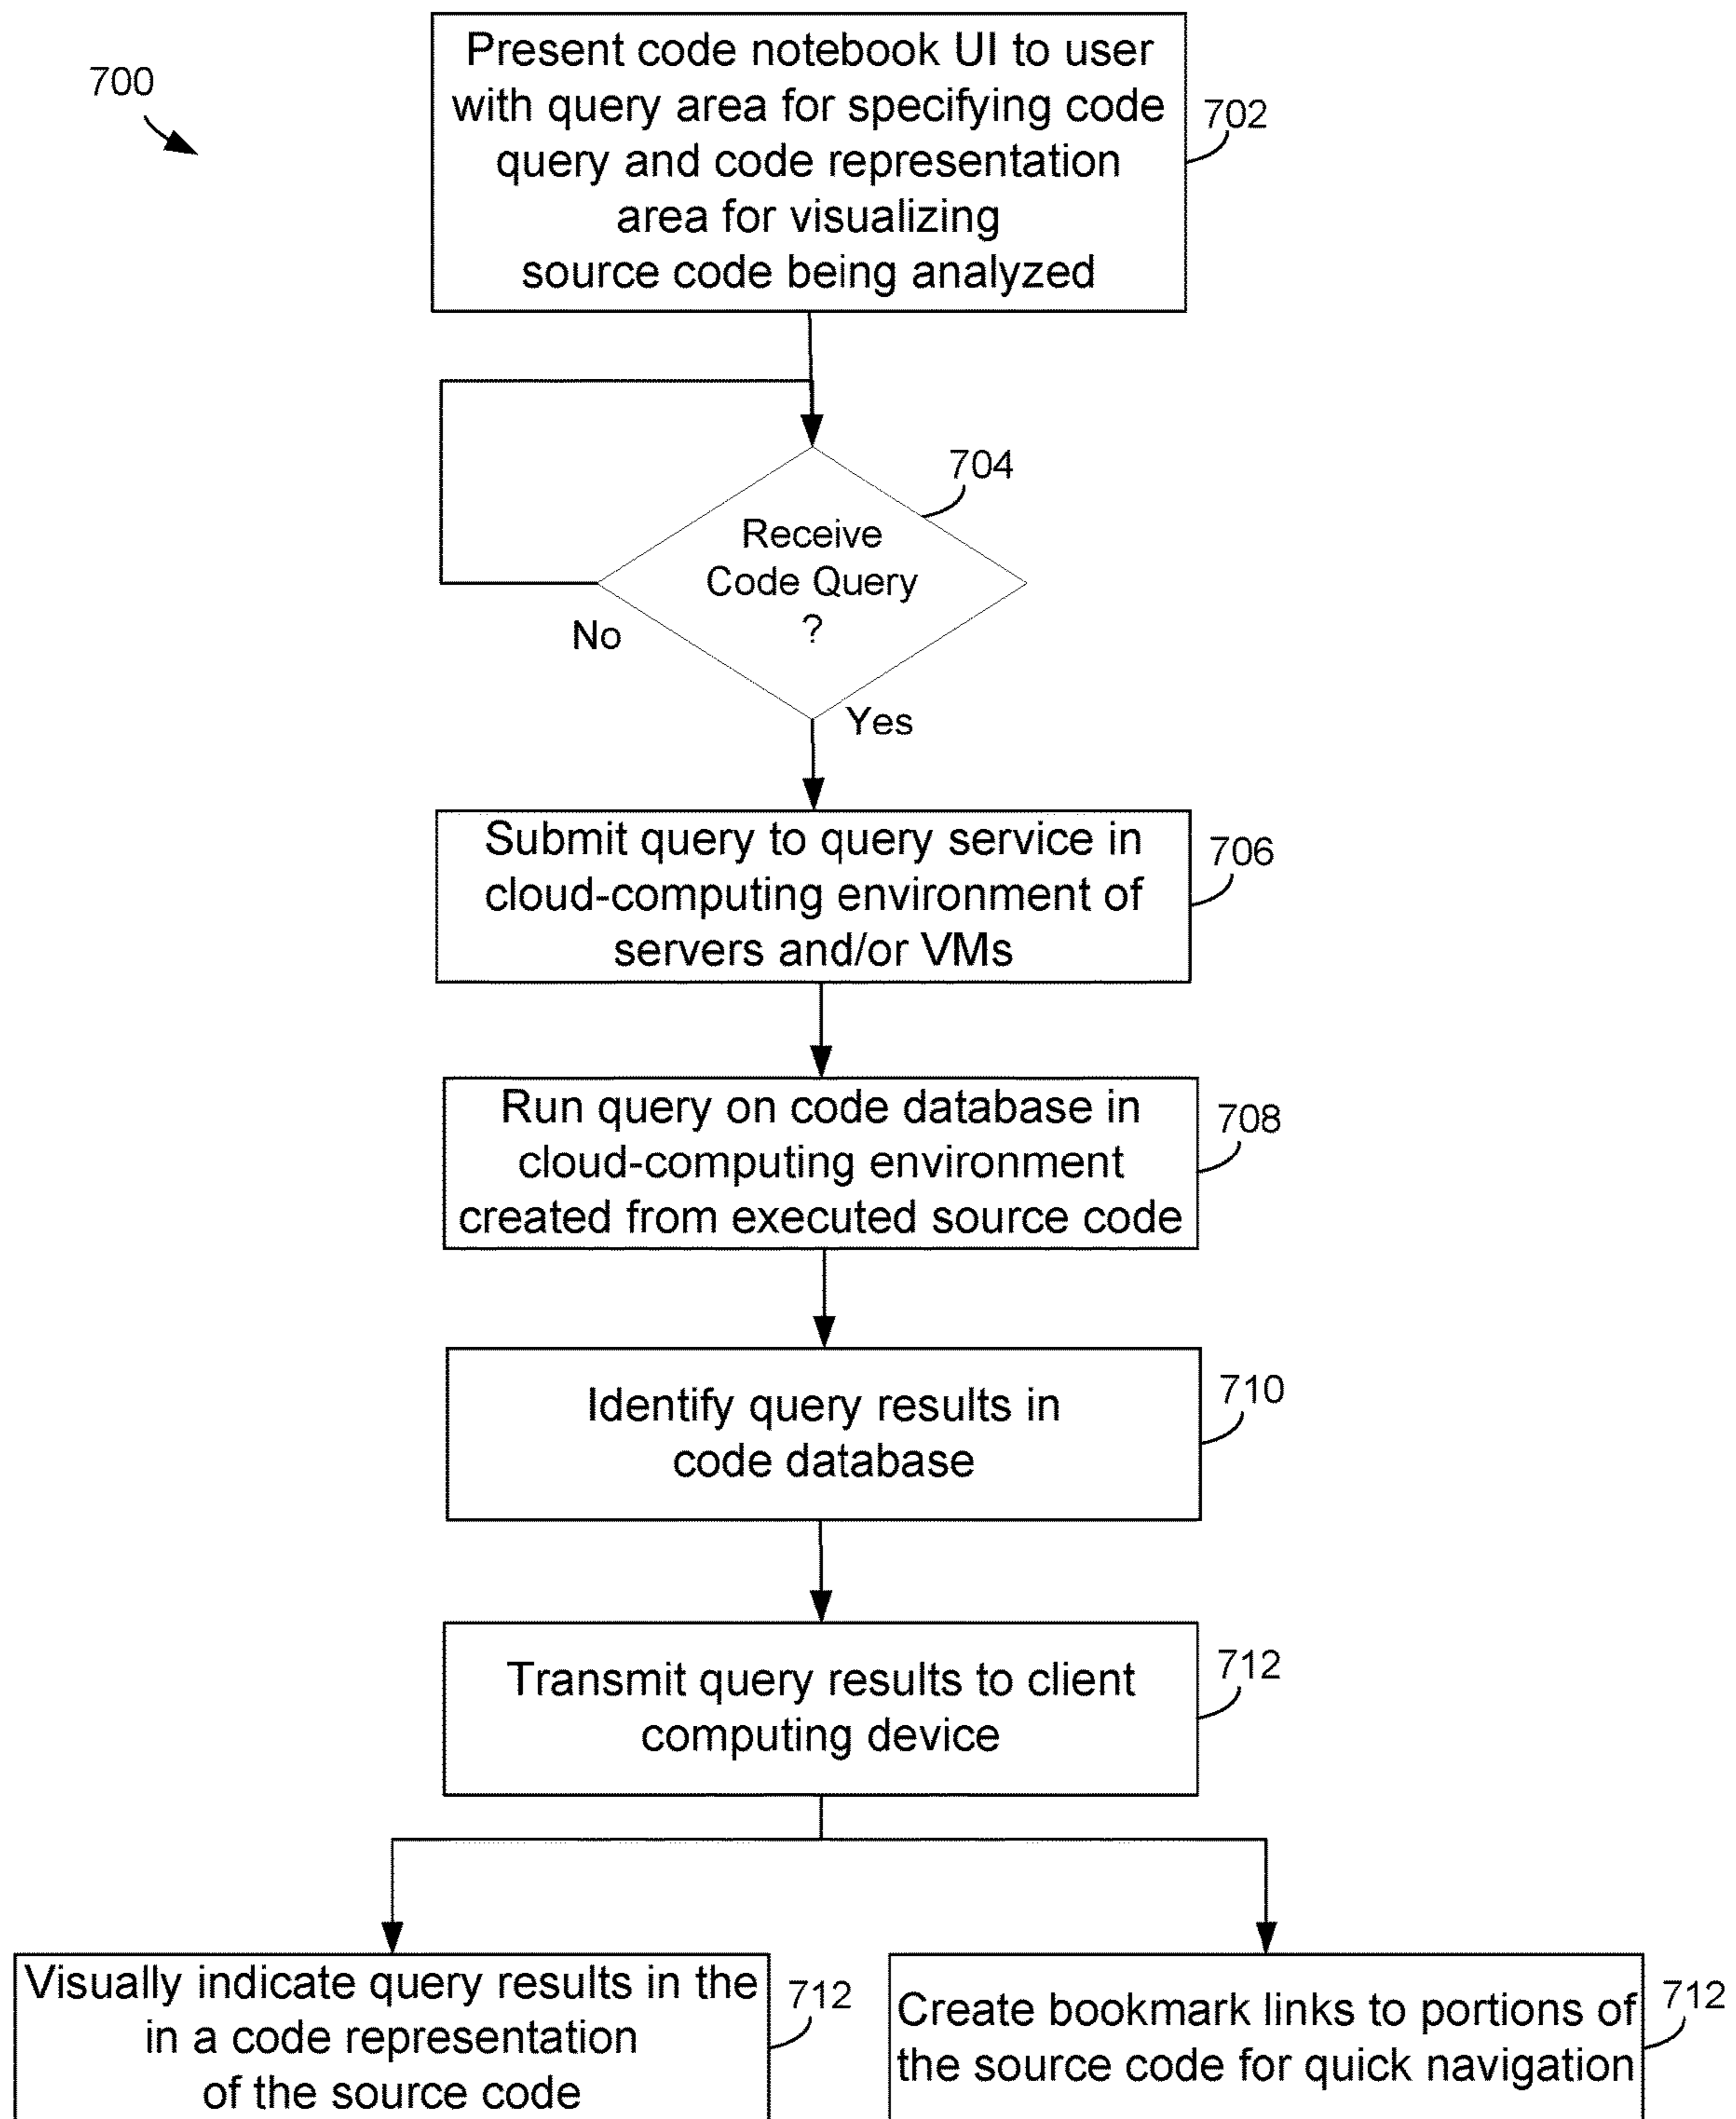 700
Present code notebook UI to user
with query area for specifying code
query and code representation
area for visualizing
source code being analyzed
702
704
Receive
Code Query
?
No
Yes
Submit query to query service in
cloud-computing environment of
servers and/or VMs
706
Run query on code database in
cloud-computing environment
created from executed source code
708
Identify query results in
code database
710
Transmit query results to client
computing device
712
Visually indicate query results in the
in a code representation
of the source code
712
Create bookmark links to portions of
the source code for quick navigation
712